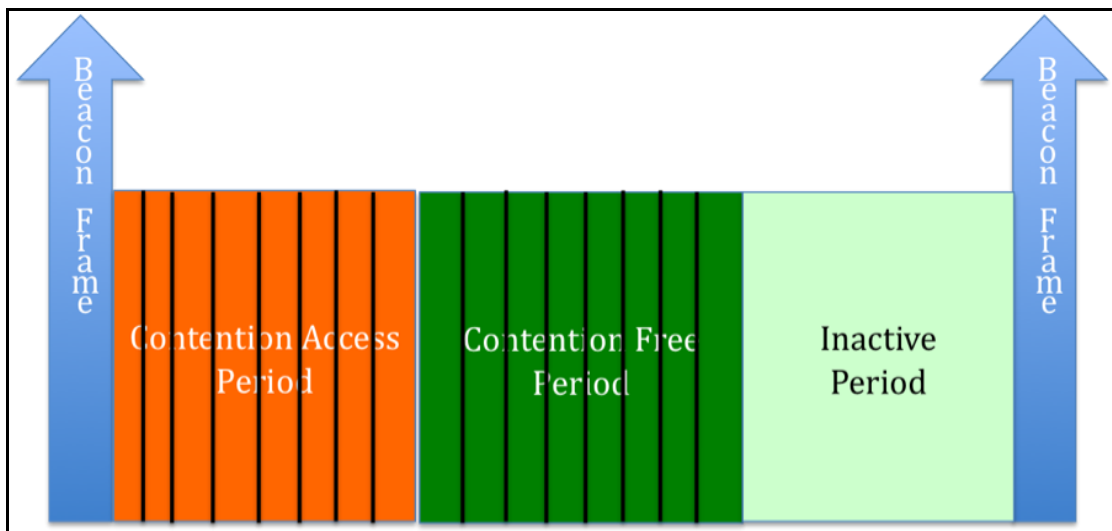 Beacon Frame
Contention Access
Period
Contention Free
Period
Inactive
Period
Beacon Frame